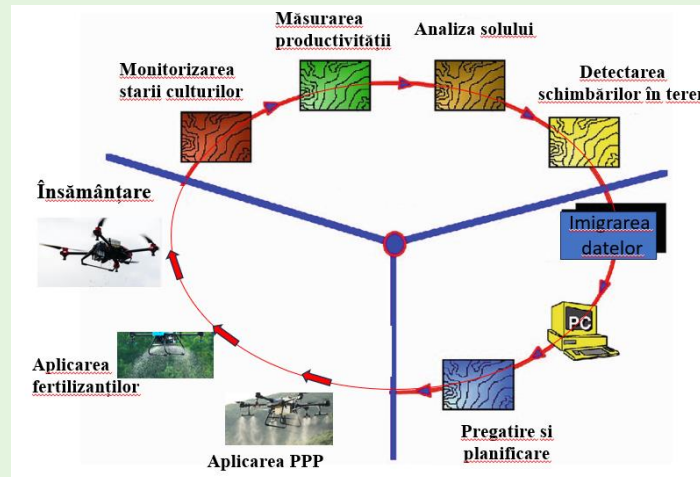 Măsurarea
productivității
Analiza solului
Monitorizarea
starii culturilor
Detectarea
schimbărilor în teren
Însămânțare
Imigrarea
datelor
PC
Aplicarea
fertilizanților
Pregatire si
planificare
Aplicarea PPP